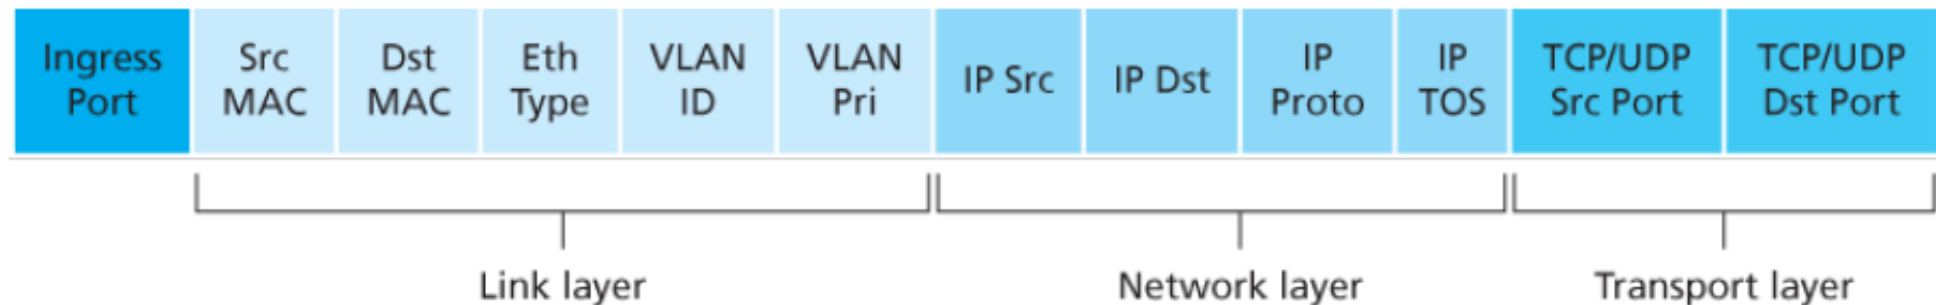 Ingress
Port
Src
MAC
Dst
MAC
Eth
Type
VLAN
ID
VLAN
Pri
IP Src
IP Dst
IP
Proto
IP
TOS
TCP/UDP
Src Port
TCP/UDP
Dst Port
Link layer
Network layer
Transport layer